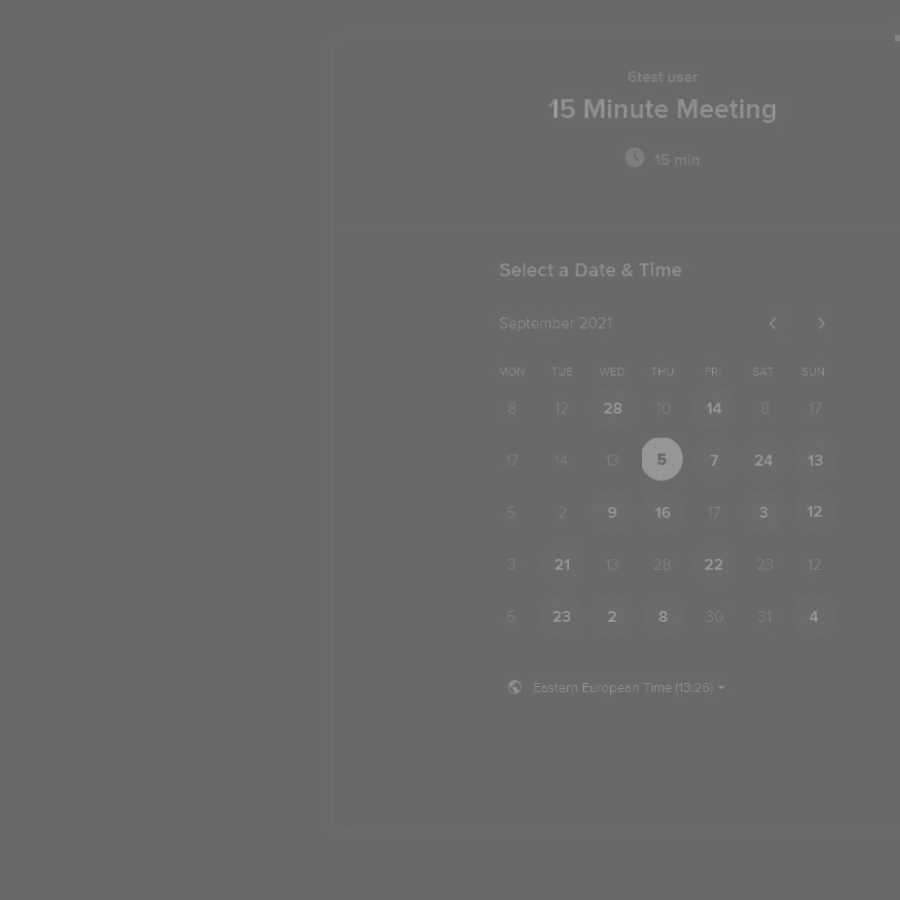 6test user
15 Minute Meeting
15 min
Select a Date & Time
September 2021
MON TUE WED THU FRI SAT SUN
8 12 28 10 14 8 17
17 14 13 5 7 24 13
5 2 9 16 17 3 12
3 21 13 28 22 23 12
5 23 2 8 30 31 4
Eastern European Time (13:26)